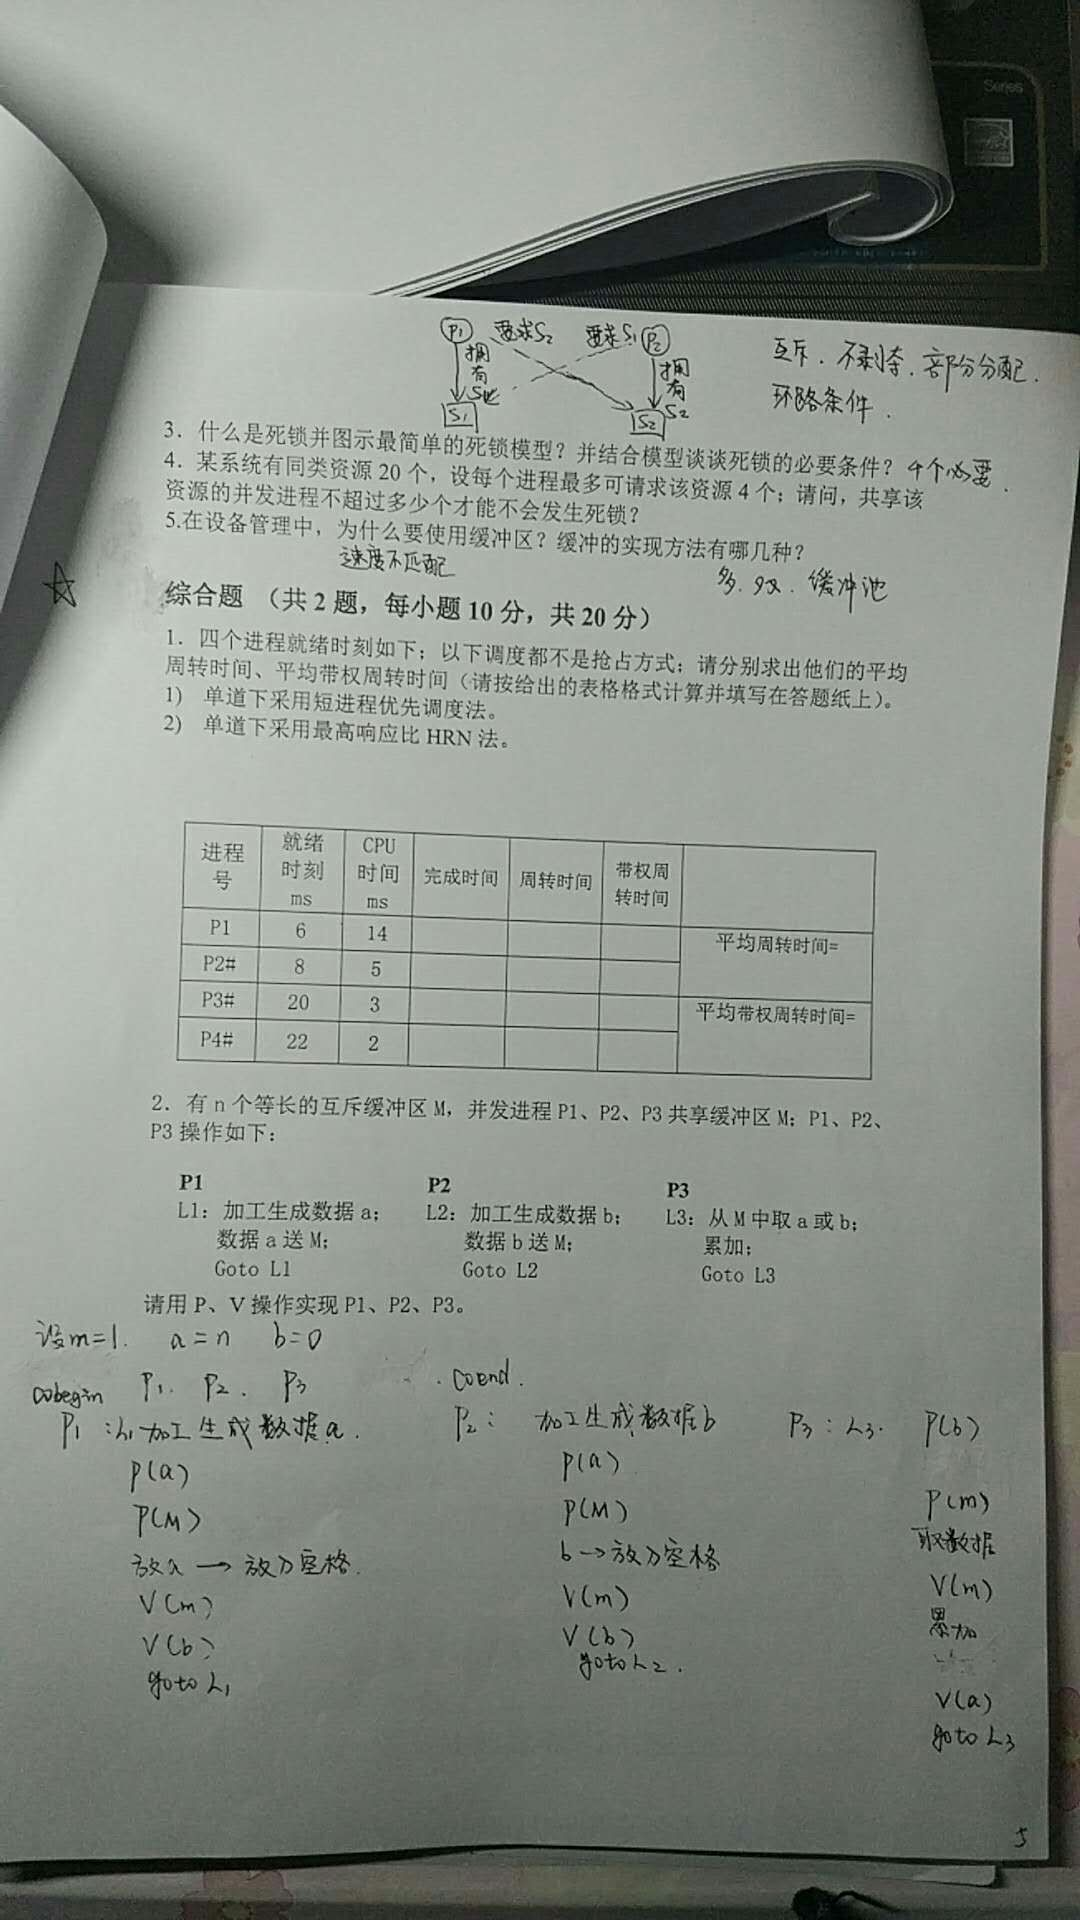 Series
P1 要求S2 要求S1 P2
拥有S1 拥有S2
S1 S2
互斥、不剥夺、部分分配、
环路条件.
3．什么是死锁并图示最简单的死锁模型？并结合模型谈谈死锁的必要条件？ 4个必要.
4．某系统有同类资源 20 个，设每个进程最多可请求该资源 4 个；请问，共享该
资源的并发进程不超过多少个才能不会发生死锁？
5.在设备管理中，为什么要使用缓冲区？缓冲的实现方法有哪几种？
速度不匹配
多、双、缓冲池
综合题 （共 2 题，每小题 10 分，共 20 分）
1．四个进程就绪时刻如下；以下调度都不是抢占方式；请分别求出他们的平均
周转时间、平均带权周转时间（请按给出的表格格式计算并填写在答题纸上）。
1) 单道下采用短进程优先调度法。
2) 单道下采用最高响应比 HRN 法。
进程号 就绪时刻 ms CPU 时间 ms 完成时间 周转时间 带权周转时间
P1 6 14 平均周转时间=
P2# 8 5
P3# 20 3 平均带权周转时间=
P4# 22 2
2．有 n 个等长的互斥缓冲区 M，并发进程 P1、P2、P3 共享缓冲区 M；P1、P2、
P3 操作如下：
P1 P2 P3
L1：加工生成数据 a； L2：加工生成数据 b； L3：从 M 中取 a 或 b；
数据 a 送 M； 数据 b 送 M； 累加；
Goto L1 Goto L2 Goto L3
请用 P、V 操作实现 P1、P2、P3。
设m=1. a=n b=0
cobegin P1. P2. P3 coend.
P1：L1 加工生成数据a. P2： 加工生成数据b P3：L3. P(b)
P(a) P(a)
P(M) P(M) P(m)
放a → 放入空格. b → 放入空格 取数据
V(m) V(m) V(m)
V(b) V(b) 累加
goto L1 goto L2. V(a)
goto L3
5